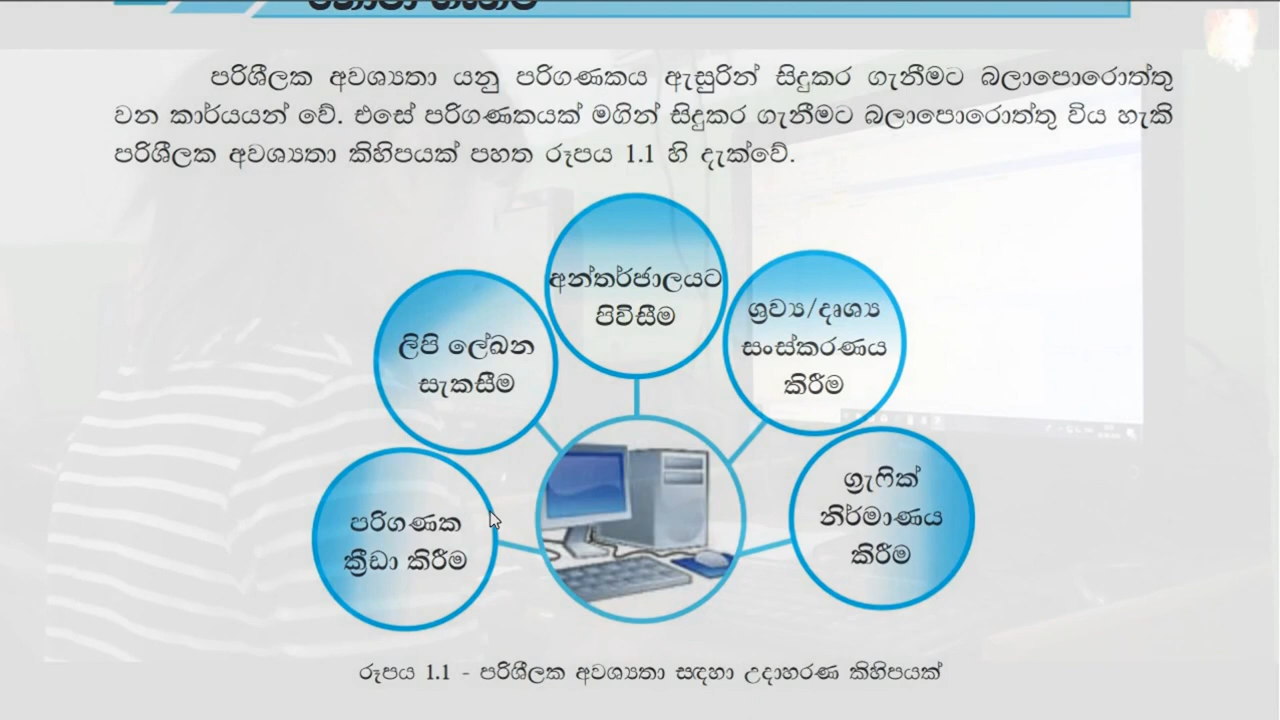 පරිශීලක අවශ්‍යතා යනු පරිගණකය ඇසුරින් සිදුකර ගැනීමට බලාපොරොත්තු
වන කාර්යයන් වේ. එසේ පරිගණකයක් මගින් සිදුකර ගැනීමට බලාපොරොත්තු විය හැකි
පරිශීලක අවශ්‍යතා කිහිපයක් පහත රූපය 1.1 හි දැක්වේ.
අන්තර්ජාලයට
පිවිසීම
ශ්‍රව්‍ය/දෘශ්‍ය
සංස්කරණය
කිරීම
ලිපි ලේඛන
සැකසීම
ග්‍රැෆික්
නිර්මාණය
කිරීම
පරිගණක
ක්‍රීඩා කිරීම
රූපය 1.1 - පරිශීලක අවශ්‍යතා සඳහා උදාහරණ කිහිපයක්